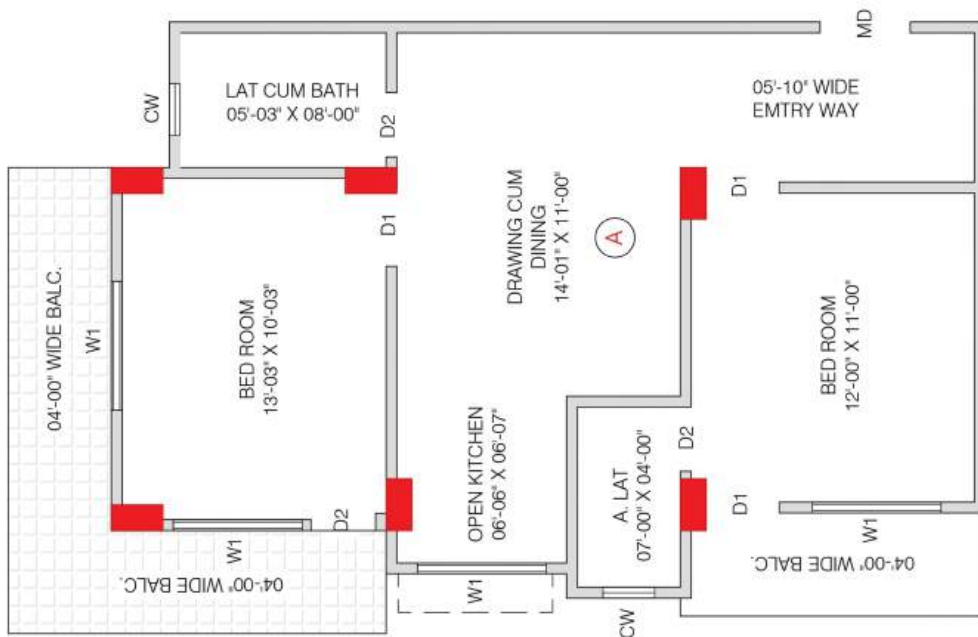 MD
LAT CUM BATH
05'-03" X 08'-00"
CW
D2
05'-10" WIDE
EMTRY WAY
04'-00" WIDE BALC.
W1
BED ROOM
13'-03" X 10'-03"
D1
DRAWING CUM
DINING
14'-01" X 11'-00"
A
D1
BED ROOM
12'-00" X 11'-00"
OPEN KITCHEN
06'-06" X 06'-07"
A. LAT
07'-00" X 04'-00"
D2
D1
D2
W1
04'-00" WIDE BALC.
W1
CW
W1
04'-00" WIDE BALC.